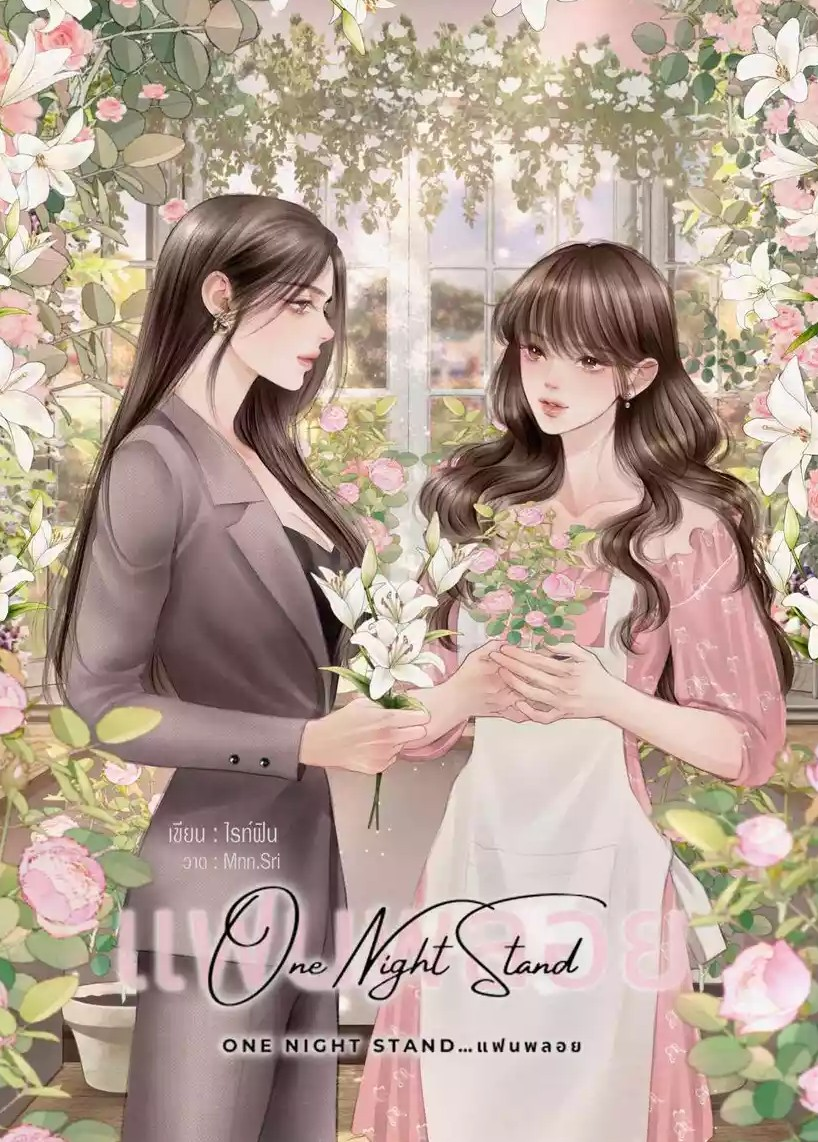 เขียน : ไรท์ฟิน
วาด : Mnn.Sri
แฟนพลอย
One Night Stand
ONE NIGHT STAND...แฟนพลอย